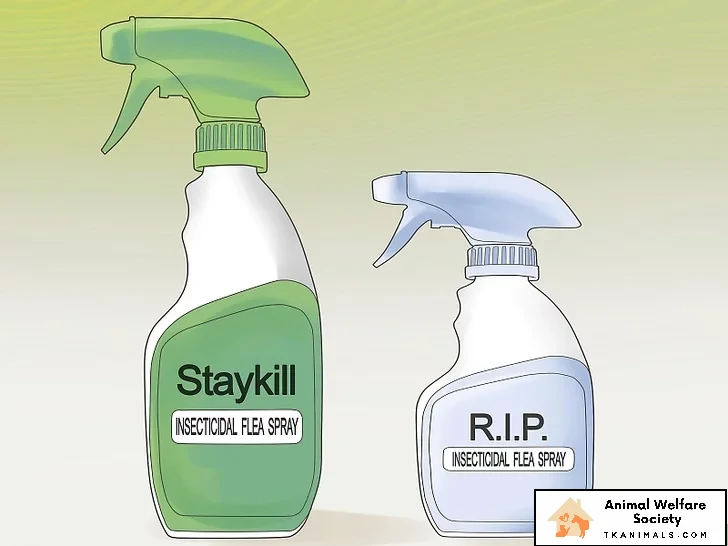 Staykill
INSECTICIDAL FLEA SPRAY
R.I.P.
INSECTICIDAL FLEA SPRAY
Animal Welfare
Society
TKANIMALS.COM